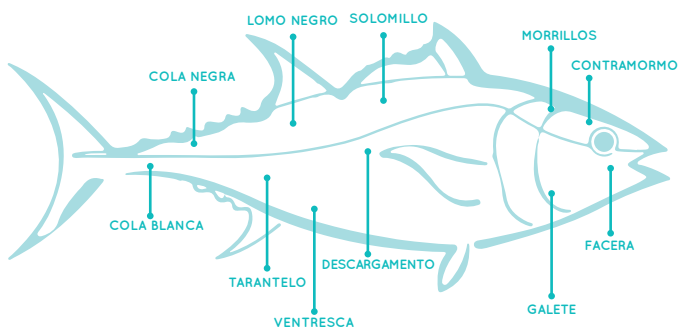 LOMO NEGRO
SOLOMILLO
MORRILLOS
CONTRAMORMO
COLA NEGRA
COLA BLANCA
FACERA
DESCARGAMENTO
TARANTELO
GALETE
VENTRESCA